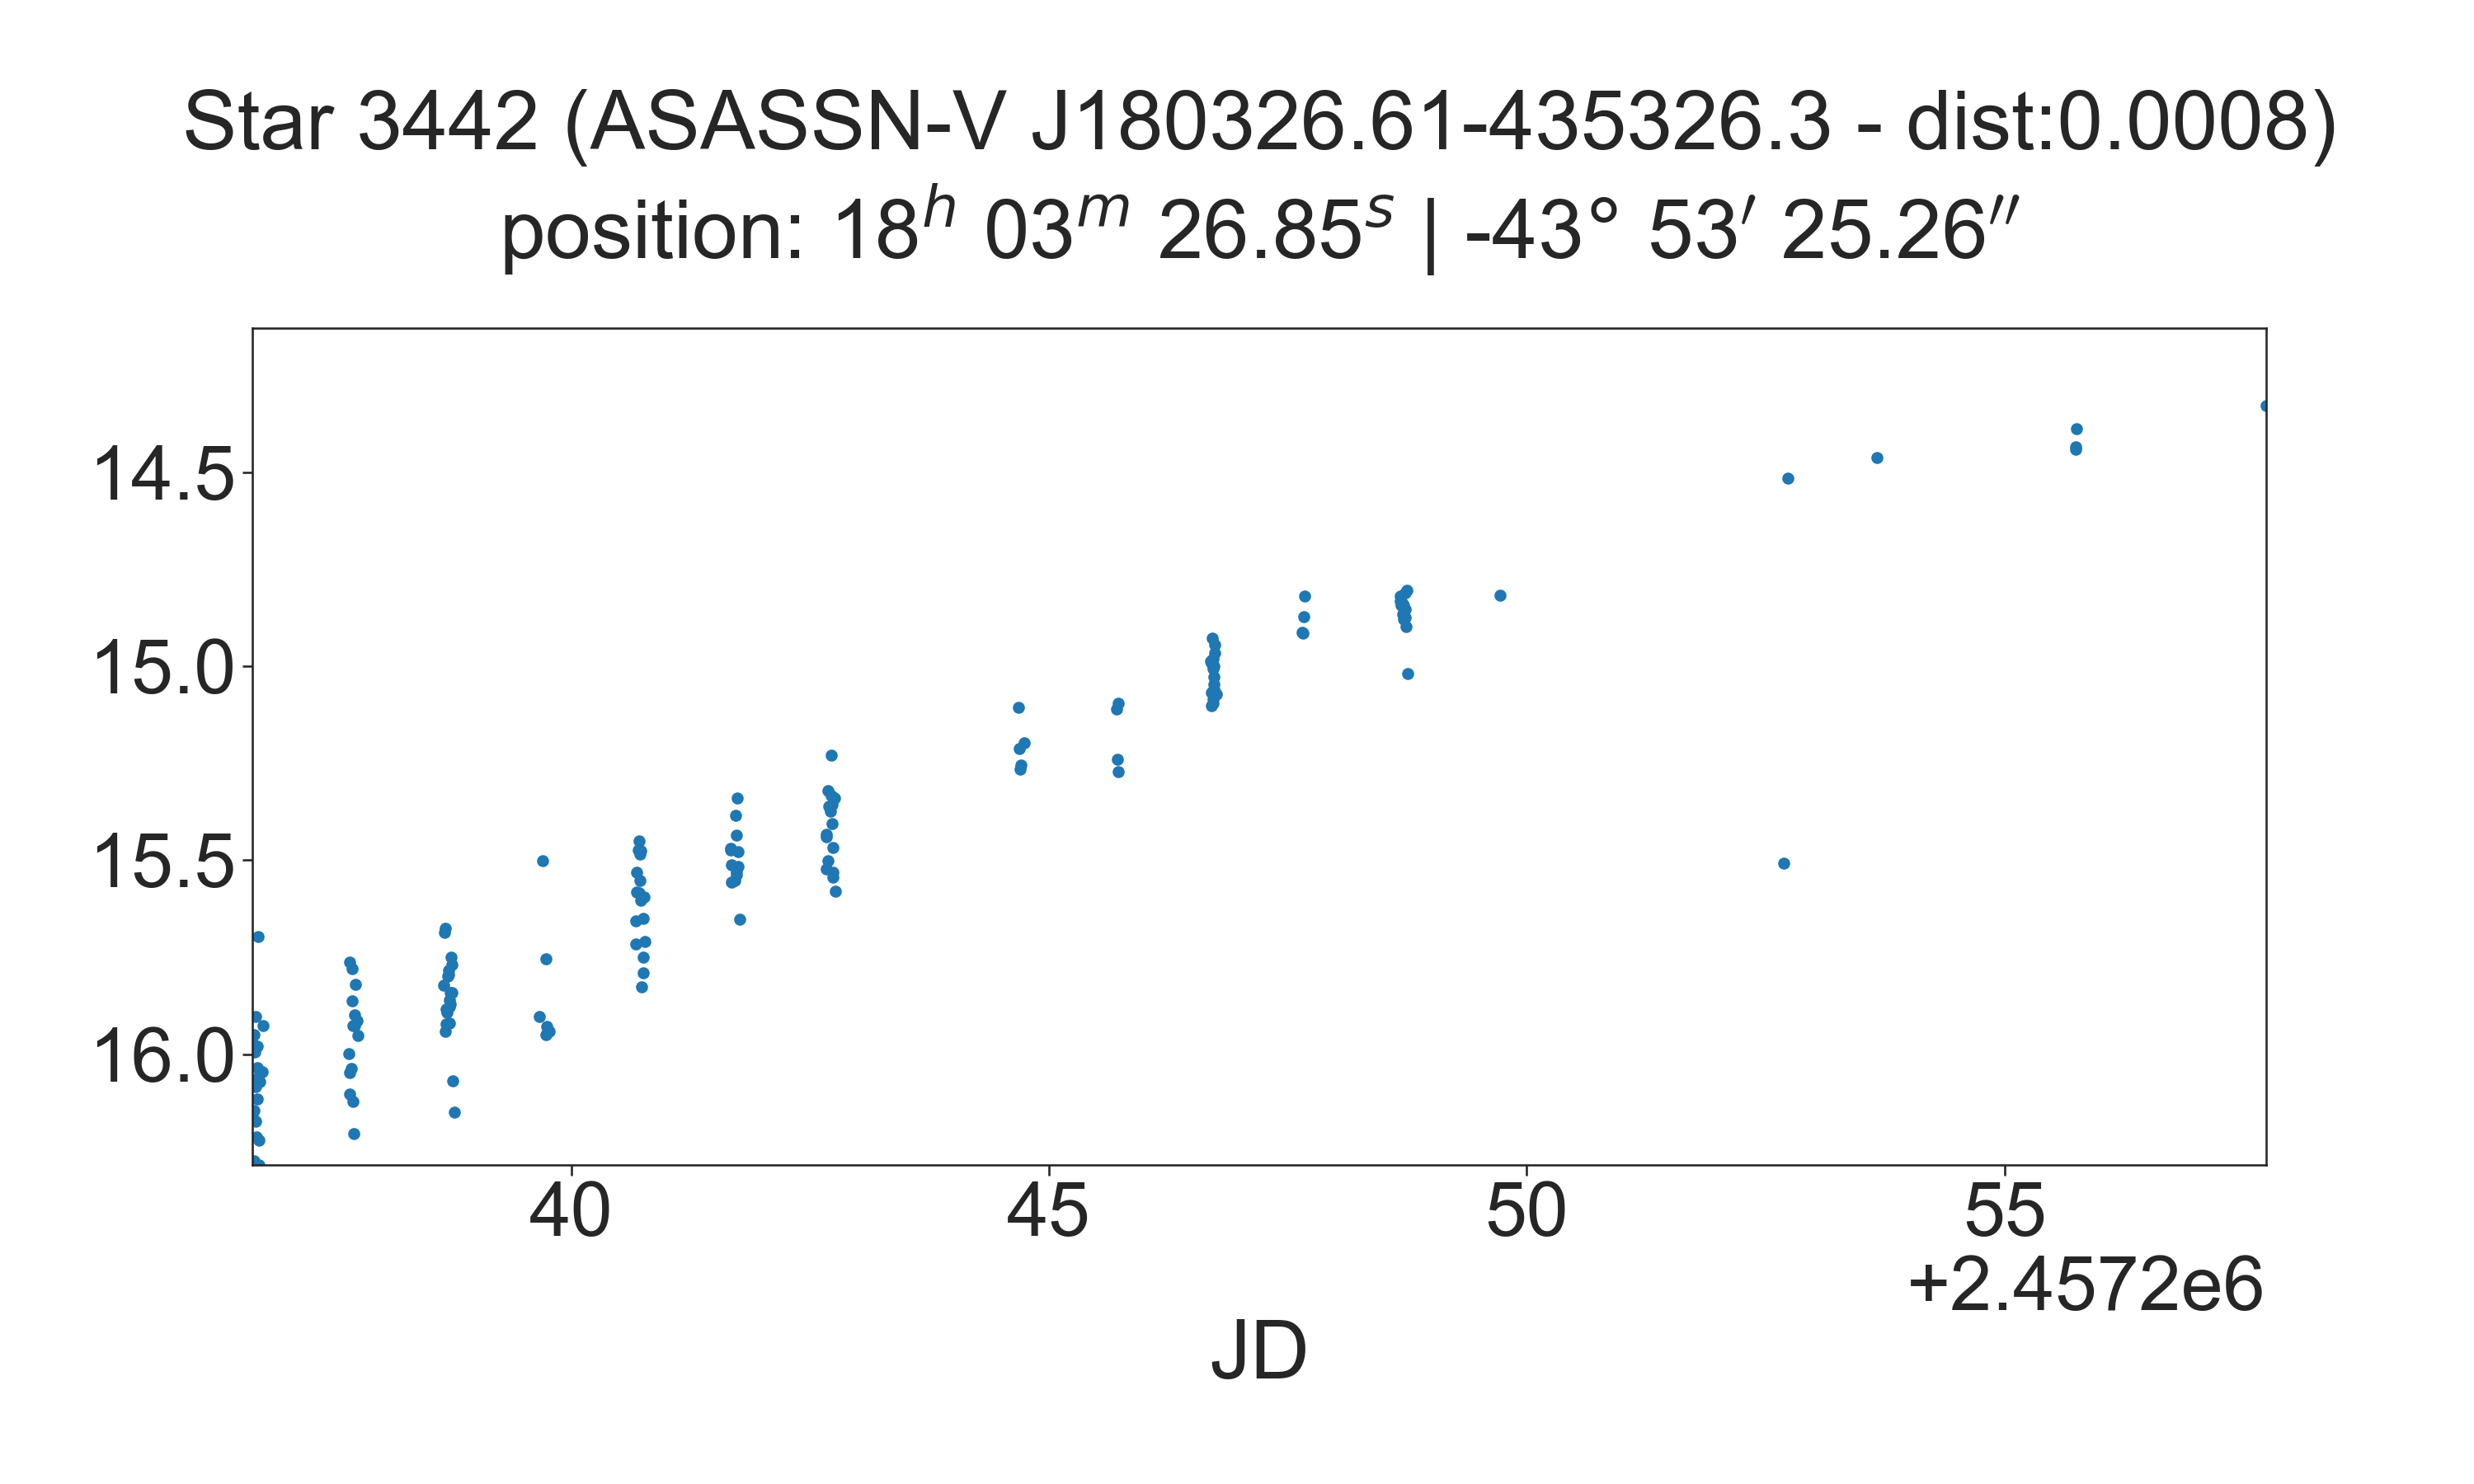 Star 3442 (ASASSN-V J180326.61-435326.3 - dist:0.0008)
position: 18ʰ 03ᵐ 26.85ˢ | -43° 53′ 25.26″
14.5
15.0
15.5
16.0
40 45 50 55
+2.4572e6
JD